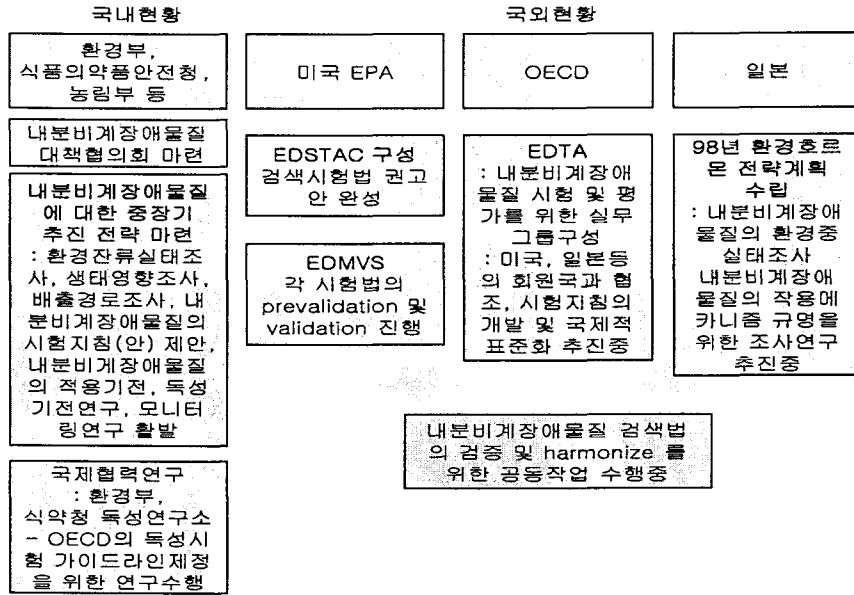 국내현황
국외현황
환경부,
식품의약품안전청,
농림부 등
미국 EPA
OECD
일본
내분비계장애물질
대책협의회 마련
내분비계장애물질
에 대한 중장기
추진 전략 마련
: 환경잔류실태조
사, 생태영향조사,
배출경로조사, 내
분비계장애물질의
시험지침(안) 제안,
내분비게장애물질
의 적용기전, 독성
기전연구, 모니터
링연구 활발
국제협력연구
: 환경부,
식약청 독성연구소
- OECD의 독성시
험 가이드라인제정
을 위한 연구수행
EDSTAC 구성
검색시험법 권고
안 완성
EDMVS
각 시험법의
prevalidation 및
validation 진행
EDTA
: 내분비계장애
물질 시험 및 평
가를 위한 실무
그룹구성
: 미국, 일본등
의 회원국과 협
조, 시험지침의
개발 및 국제적
표준화 추진중
98년 환경호르
몬 전략계획
수립
: 내분비계장애
물질의 환경중
실태조사
내분비계장애
물질의 작용메
카니즘 규명을
위한 조사연구
추진중
내분비계장애물질 검색법
의 검증 및 harmonize 를
위한 공동작업 수행중